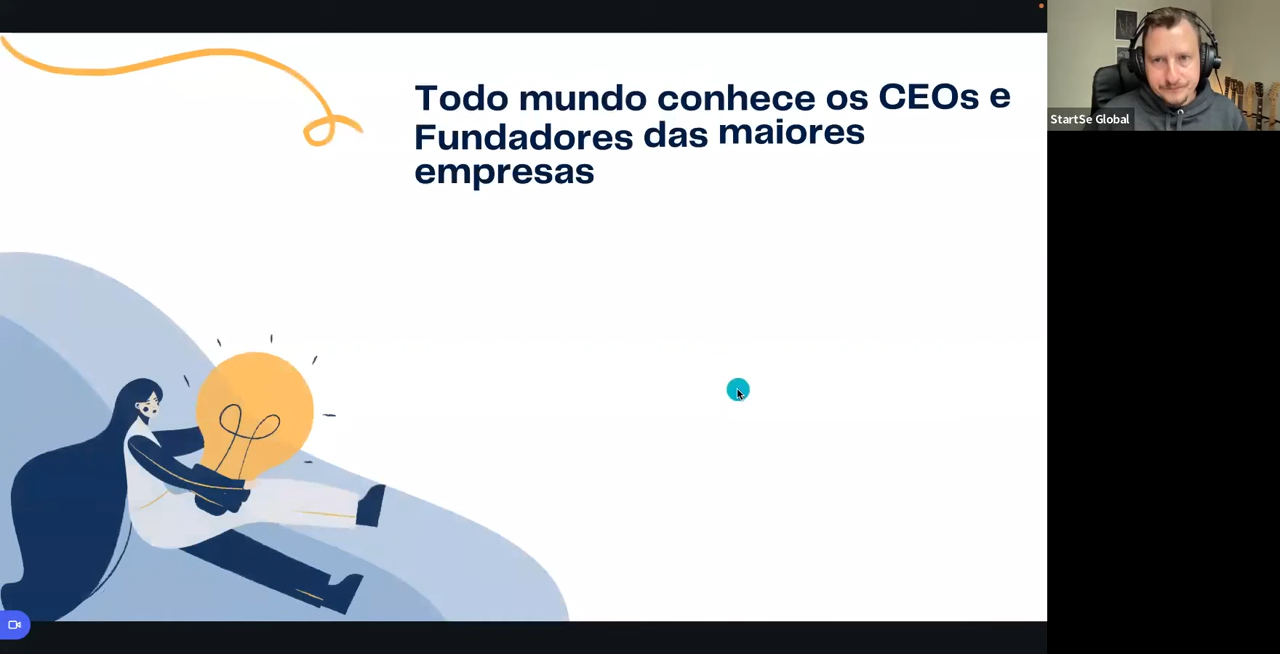 Todo mundo conhece os CEOs e
Fundadores das maiores
empresas
StartSe Global